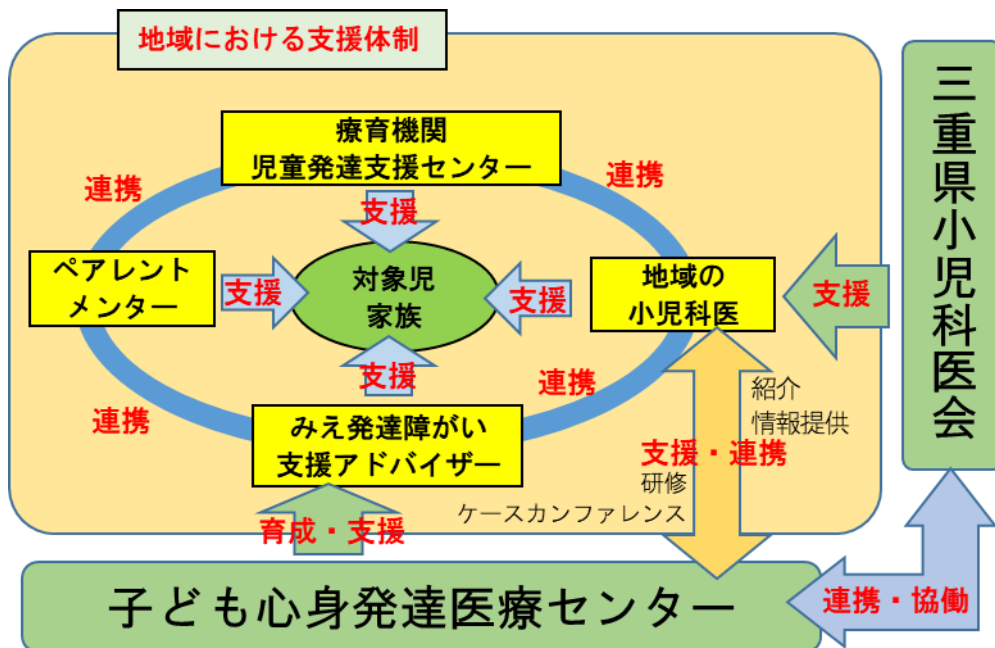 地域における支援体制
療育機関
児童発達支援センター
連携
連携
支援
ペアレント
メンター
支援
対象児
家族
支援
地域の
小児科医
支援
三重県小児科医会
支援
連携
連携
みえ発達障がい
支援アドバイザー
紹介
情報提供
支援・連携
研修
ケースカンファレンス
育成・支援
子ども心身発達医療センター
連携・協働